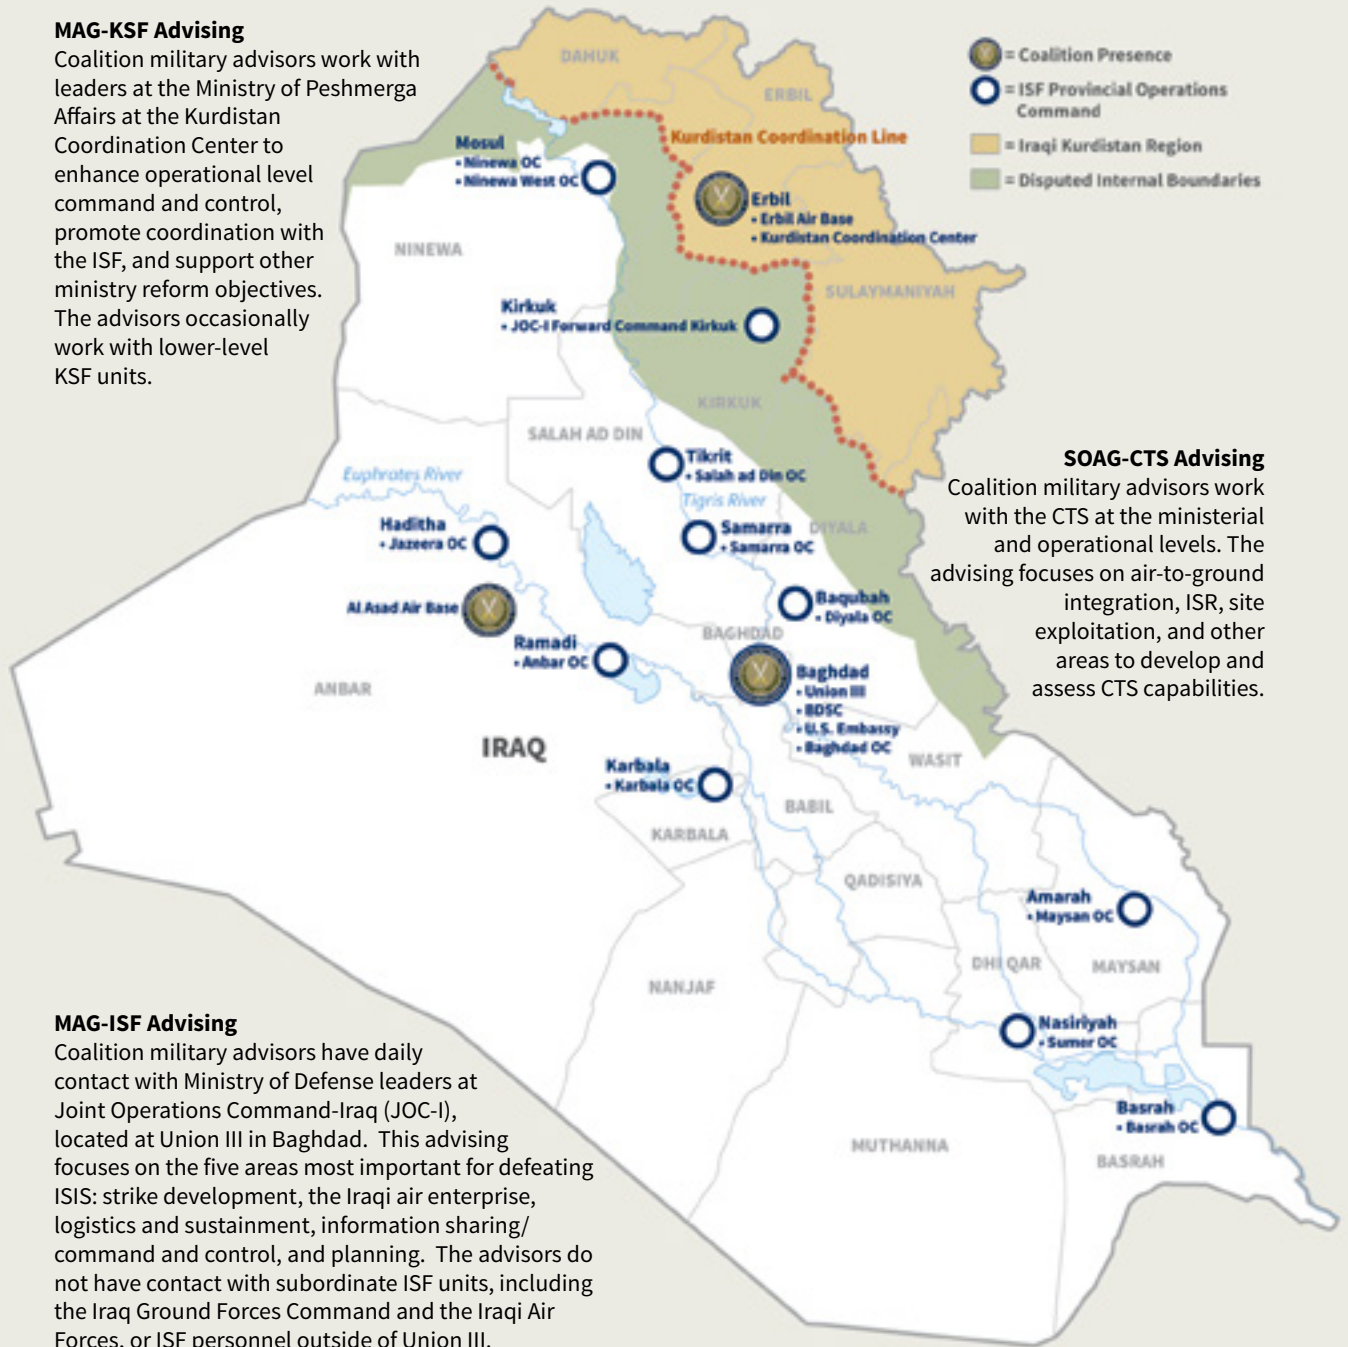 MAG-KSF Advising
Coalition military advisors work with
leaders at the Ministry of Peshmerga
Affairs at the Kurdistan
Coordination Center to
enhance operational level
command and control,
promote coordination with
the ISF, and support other
ministry reform objectives.
The advisors occasionally
work with lower-level
KSF units.
= Coalition Presence
= ISF Provincial Operations
Command
= Iraqi Kurdistan Region
= Disputed Internal Boundaries
DAHUK
ERBIL
Kurdistan Coordination Line
Mosul
• Ninewa OC
• Ninewa West OC
Erbil
• Erbil Air Base
• Kurdistan Coordination Center
NINEWA
SULAYMANIYAH
Kirkuk
• JOC-I Forward Command Kirkuk
KIRKUK
SALAH AD DIN
Tikrit
• Salah ad Din OC
Euphrates River
Tigris River
Haditha
• Jazeera OC
Samarra
• Samarra OC
DIYALA
Al Asad Air Base
Baqubah
• Diyala OC
BAGHDAD
Ramadi
• Anbar OC
Baghdad
• Union III
• BDSC
• U.S. Embassy
• Baghdad OC
ANBAR
IRAQ
WASIT
Karbala
• Karbala OC
BABIL
KARBALA
QADISIYA
Amarah
• Maysan OC
DHI QAR
MAYSAN
NANJAF
Nasiriyah
• Sumer OC
Basrah
• Basrah OC
MUTHANNA
BASRAH
SOAG-CTS Advising
Coalition military advisors work
with the CTS at the ministerial
and operational levels. The
advising focuses on air-to-ground
integration, ISR, site
exploitation, and other
areas to develop and
assess CTS capabilities.
MAG-ISF Advising
Coalition military advisors have daily
contact with Ministry of Defense leaders at
Joint Operations Command-Iraq (JOC-I),
located at Union III in Baghdad. This advising
focuses on the five areas most important for defeating
ISIS: strike development, the Iraqi air enterprise,
logistics and sustainment, information sharing/
command and control, and planning. The advisors do
not have contact with subordinate ISF units, including
the Iraq Ground Forces Command and the Iraqi Air
Forces, or ISF personnel outside of Union III.